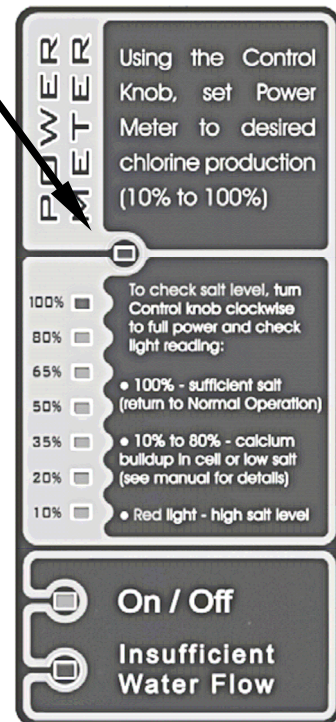 POWER
METER
Using the Control
Knob, set Power
Meter to desired
chlorine production
(10% to 100%)
To check salt level, turn
Control knob clockwise
to full power and check
light reading:
● 100% - sufficient salt
(return to Normal Operation)
● 10% to 80% - calcium
buildup in cell or low salt
(see manual for details)
● Red light - high salt level
100%
80%
65%
50%
35%
20%
10%
On / Off
Insufficient
Water Flow